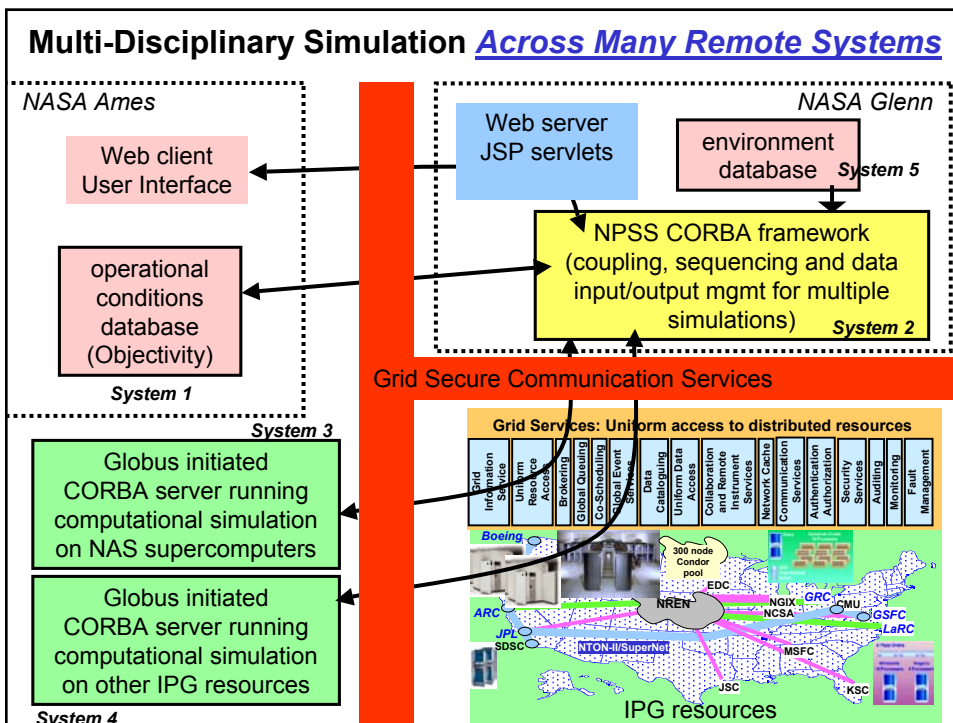 Multi-Disciplinary Simulation Across Many Remote Systems
NASA Ames
NASA Glenn
Web client
User Interface
Web server
JSP servlets
environment
database
System 5
operational
conditions
database
(Objectivity)
System 1
NPSS CORBA framework
(coupling, sequencing and data
input/output mgmt for multiple
simulations)
System 2
Grid Secure Communication Services
System 3
Globus initiated
CORBA server running
computational simulation
on NAS supercomputers
Globus initiated
CORBA server running
computational simulation
on other IPG resources
System 4
Grid Services: Uniform access to distributed resources
Grid
Information
Service
Uniform
Resource
Access
Brokering
Global Queuing
Co-Scheduling
Global Event
Services
Data
Cataloguing
Uniform Data
Access
Collaboration
and Remote
Instrument
Services
Network Cache
Communication
Services
Authentication
Authorization
Security
Services
Auditing
Monitoring
Fault
Management
Boeing
300 node
Condor
pool
EDC
NREN
NGIX
NCSA
GRC
CMU
GSFC
LaRC
ARC
JPL
SDSC
NTON-II/SuperNet
MSFC
JSC
KSC
IPG resources